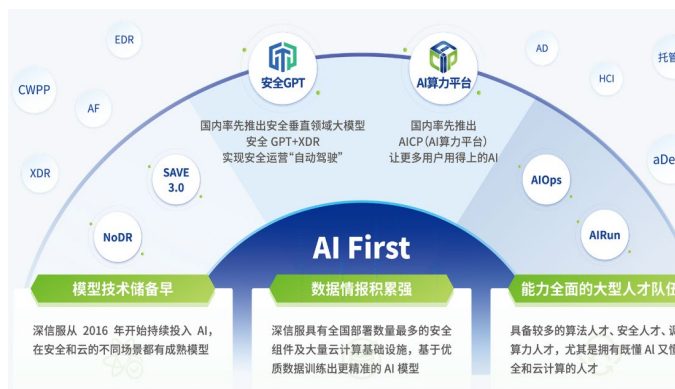 EDR
AD
托管
HCI
CWPP
AF
安全GPT
AI算力平台
国内率先推出安全垂直领域大模型
安全 GPT+XDR
实现安全运营“自动驾驶”
国内率先推出
AICP(AI算力平台)
让更多用户用得上的AI
XDR
SAVE
3.0
AIOps
aDe
NoDR
AIRun
AI First
模型技术储备早
数据情报积累强
能力全面的大型人才队伍
深信服从 2016 年开始持续投入 AI,
在安全和云的不同场景都有成熟模型
深信服具有全国部署数量最多的安全
组件及大量云计算基础设施，基于优
质数据训练出更精准的 AI 模型
具备较多的算法人才、安全人才、
算力人才，尤其是拥有既懂 AI 又懂
全和云计算的人才